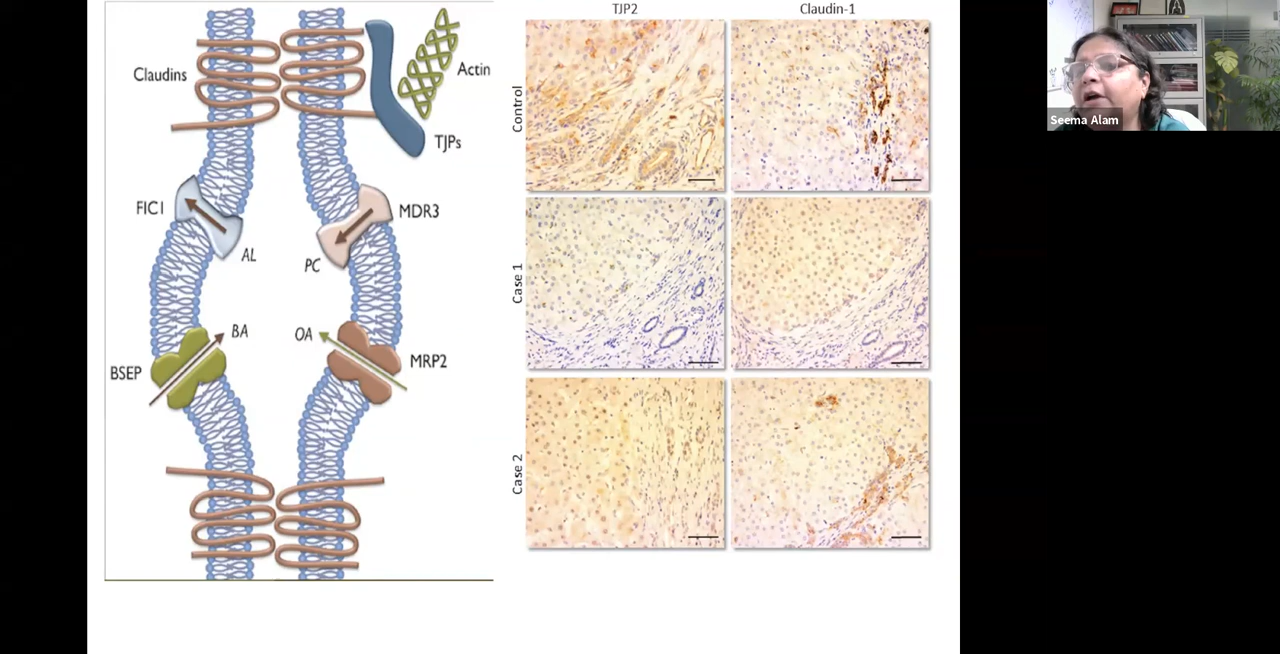 Claudins
Actin
TJPs
FIC1
AL
MDR3
PC
BA
OA
BSEP
MRP2
TJP2
Claudin-1
Control
Case 1
Case 2
Seema Alam